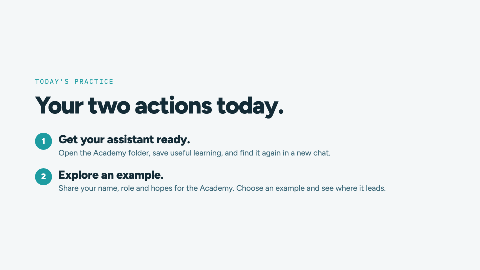 TODAY'S PRACTICE
Your two actions today.
1
Get your assistant ready.
Open the Academy folder, save useful learning, and find it again in a new chat.
2
Explore an example.
Share your name, role and hopes for the Academy. Choose an example and see where it leads.